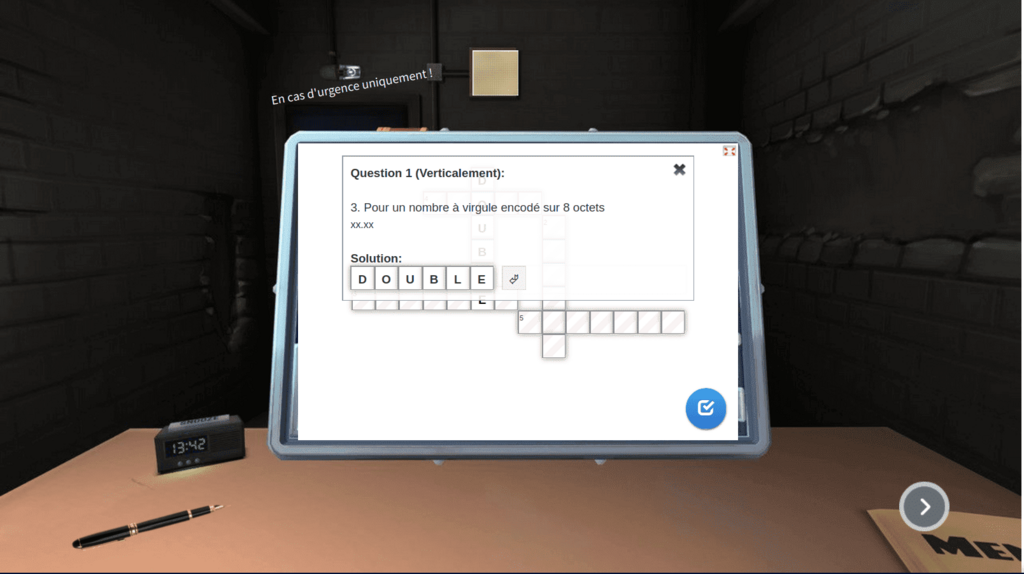 En cas d'urgence uniquement !
Question 1 (Verticalement):
3. Pour un nombre à virgule encodé sur 8 octets
xx.xx
Solution:
D O U B L E
D
U
B
E
5
13:42